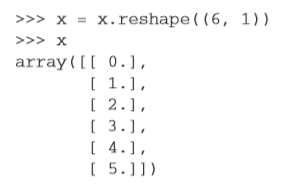 >>> x = x.reshape((6, 1))
>>> x
array([[ 0.],
       [ 1.],
       [ 2.],
       [ 3.],
       [ 4.],
       [ 5.]])